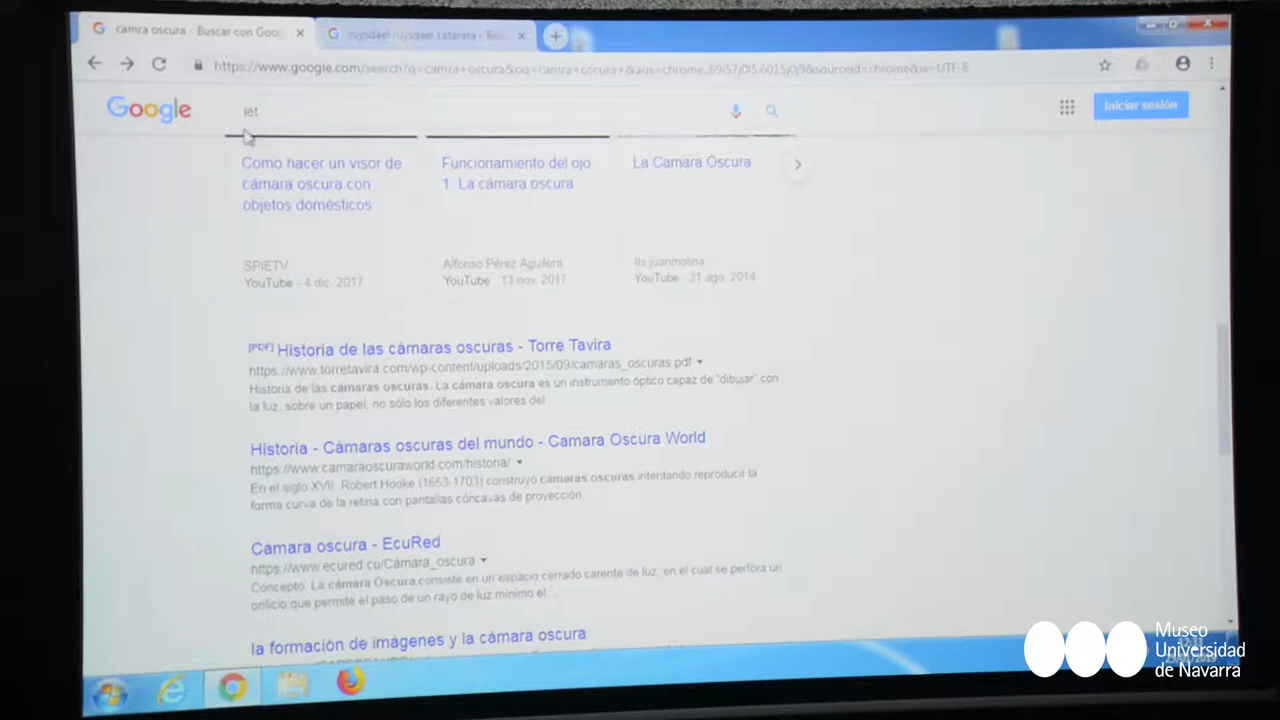 camra oscura - Buscar con Goog
ruysdael ruysdael catarata - Bus
https://www.google.com/search/?q=camra+oscura&oq=camra+oscura+&aqs=chrome..69i57j0l5.6015j0j9&sourceid=chrome&ie=UTF-8
Google
let
Iniciar sesión
Como hacer un visor de
cámara oscura con
objetos domésticos
Funcionamiento del ojo
1 La cámara oscura
La Camara Oscura
SPIETV
YouTube - 4 dic. 2017
Alfonso Pérez Aguilera
YouTube - 13 nov. 2017
Its juanmolina
YouTube - 21 ago. 2014
[PDF] Historia de las cámaras oscuras - Torre Tavira
https://www.torretavira.com/wp-content/uploads/2015/09/camaras_oscuras.pdf
Historia de las cámaras oscuras. La cámara oscura es un instrumento óptico capaz de "dibujar" con
la luz, sobre un papel, no sólo los diferentes valores del
Historia - Cámaras oscuras del mundo - Camara Oscura World
https://www.camaraoscuraworld.com/historia/
En el siglo XVII. Robert Hooke (1653-1703) construyó cámaras oscuras intentando reproducir la
forma curva de la retina con pantallas cóncavas de proyección
Cámara oscura - EcuRed
https://www.ecured.cu/Cámara_oscura
Concepto: La cámara Oscura,consiste en un espacio cerrado carente de luz, en el cual se perfora un
orificio que permite el paso de un rayo de luz mínimo el ...
la formación de imágenes y la cámara oscura
Museo
Universidad
de Navarra